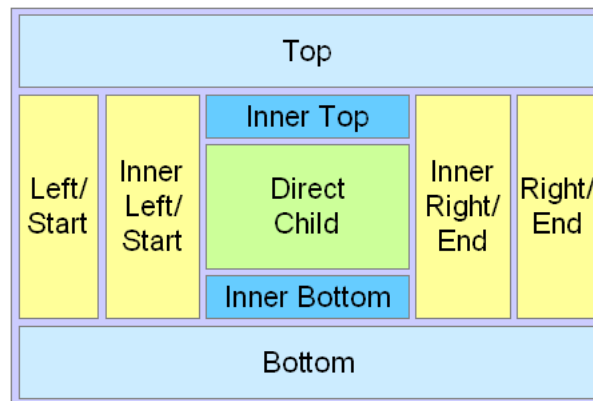 Top
Inner Top
Left/
Start
Inner
Left/
Start
Direct
Child
Inner
Right/
End
Right/
End
Inner Bottom
Bottom